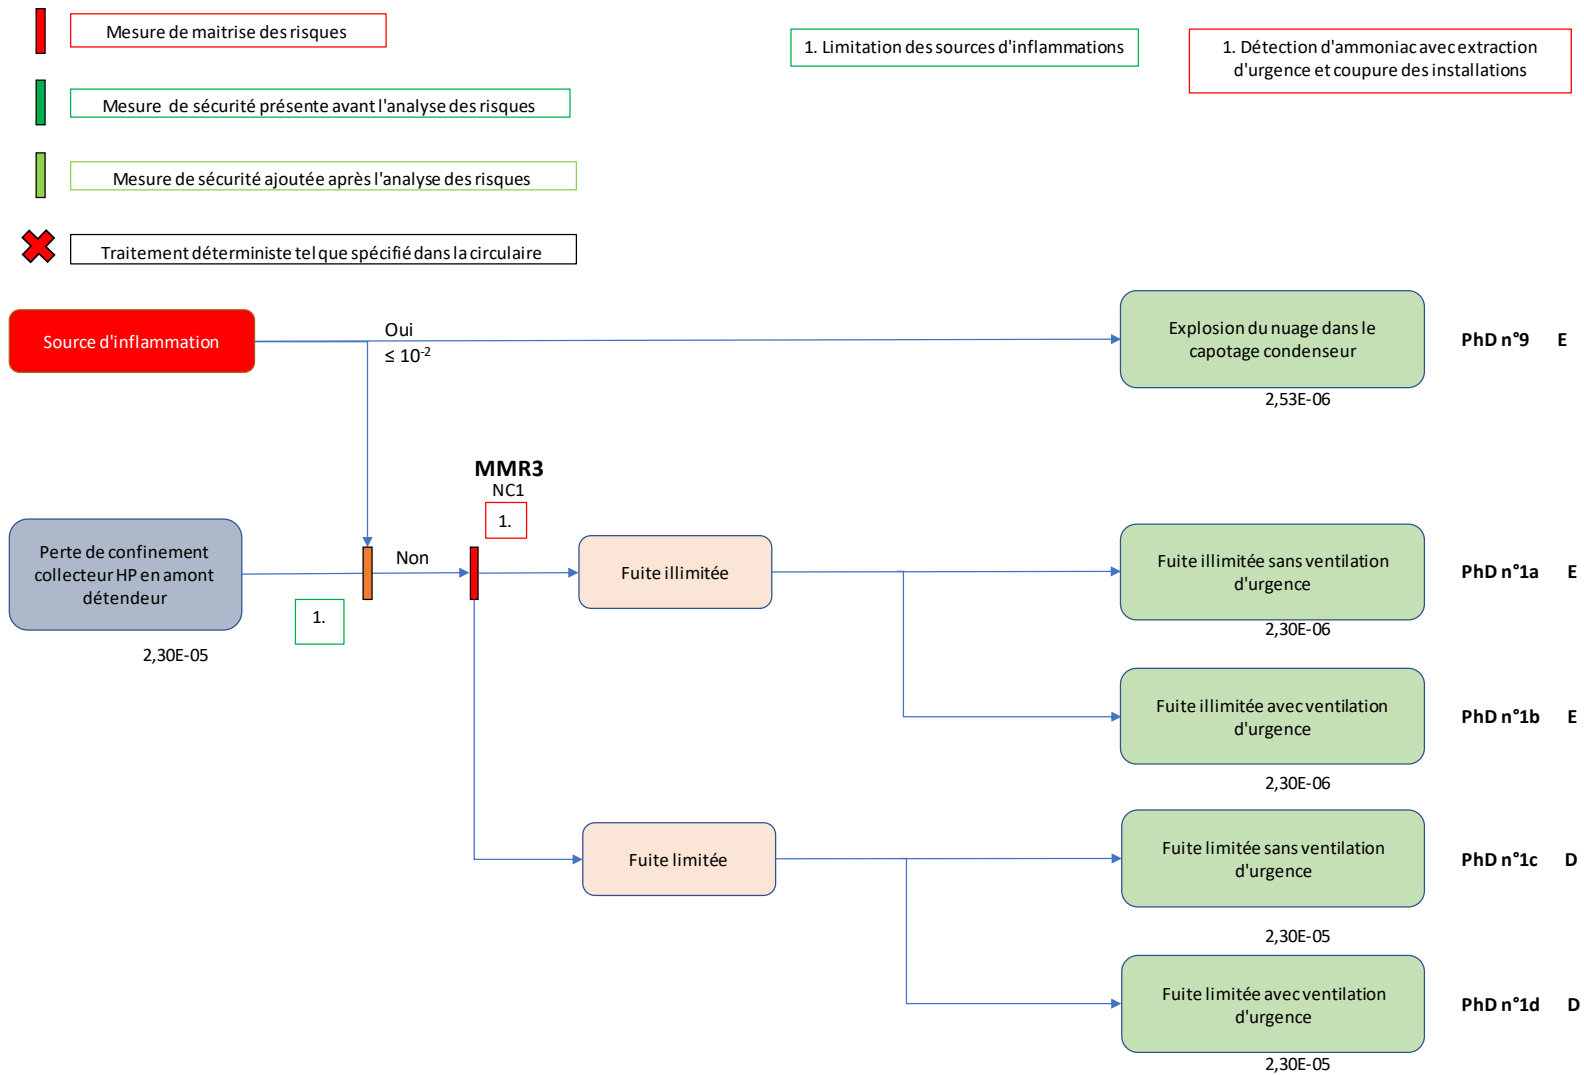 Mesure de maitrise des risques
Mesure de sécurité présente avant l'analyse des risques
Mesure de sécurité ajoutée après l'analyse des risques
Traitement déterministe tel que spécifié dans la circulaire
1. Limitation des sources d'inflammations
1. Détection d'ammoniac avec extraction
d'urgence et coupure des installations
Source d'inflammation
Oui
≤ 10-2
Explosion du nuage dans le
capotage condenseur
2,53E-06
PhD n°9 E
MMR3
NC1
1.
Perte de confinement
collecteur HP en amont
détendeur
2,30E-05
1.
Non
Fuite illimitée
Fuite illimitée sans ventilation
d'urgence
2,30E-06
PhD n°1a E
Fuite illimitée avec ventilation
d'urgence
2,30E-06
PhD n°1b E
Fuite limitée
Fuite limitée sans ventilation
d'urgence
2,30E-05
PhD n°1c D
Fuite limitée avec ventilation
d'urgence
2,30E-05
PhD n°1d D